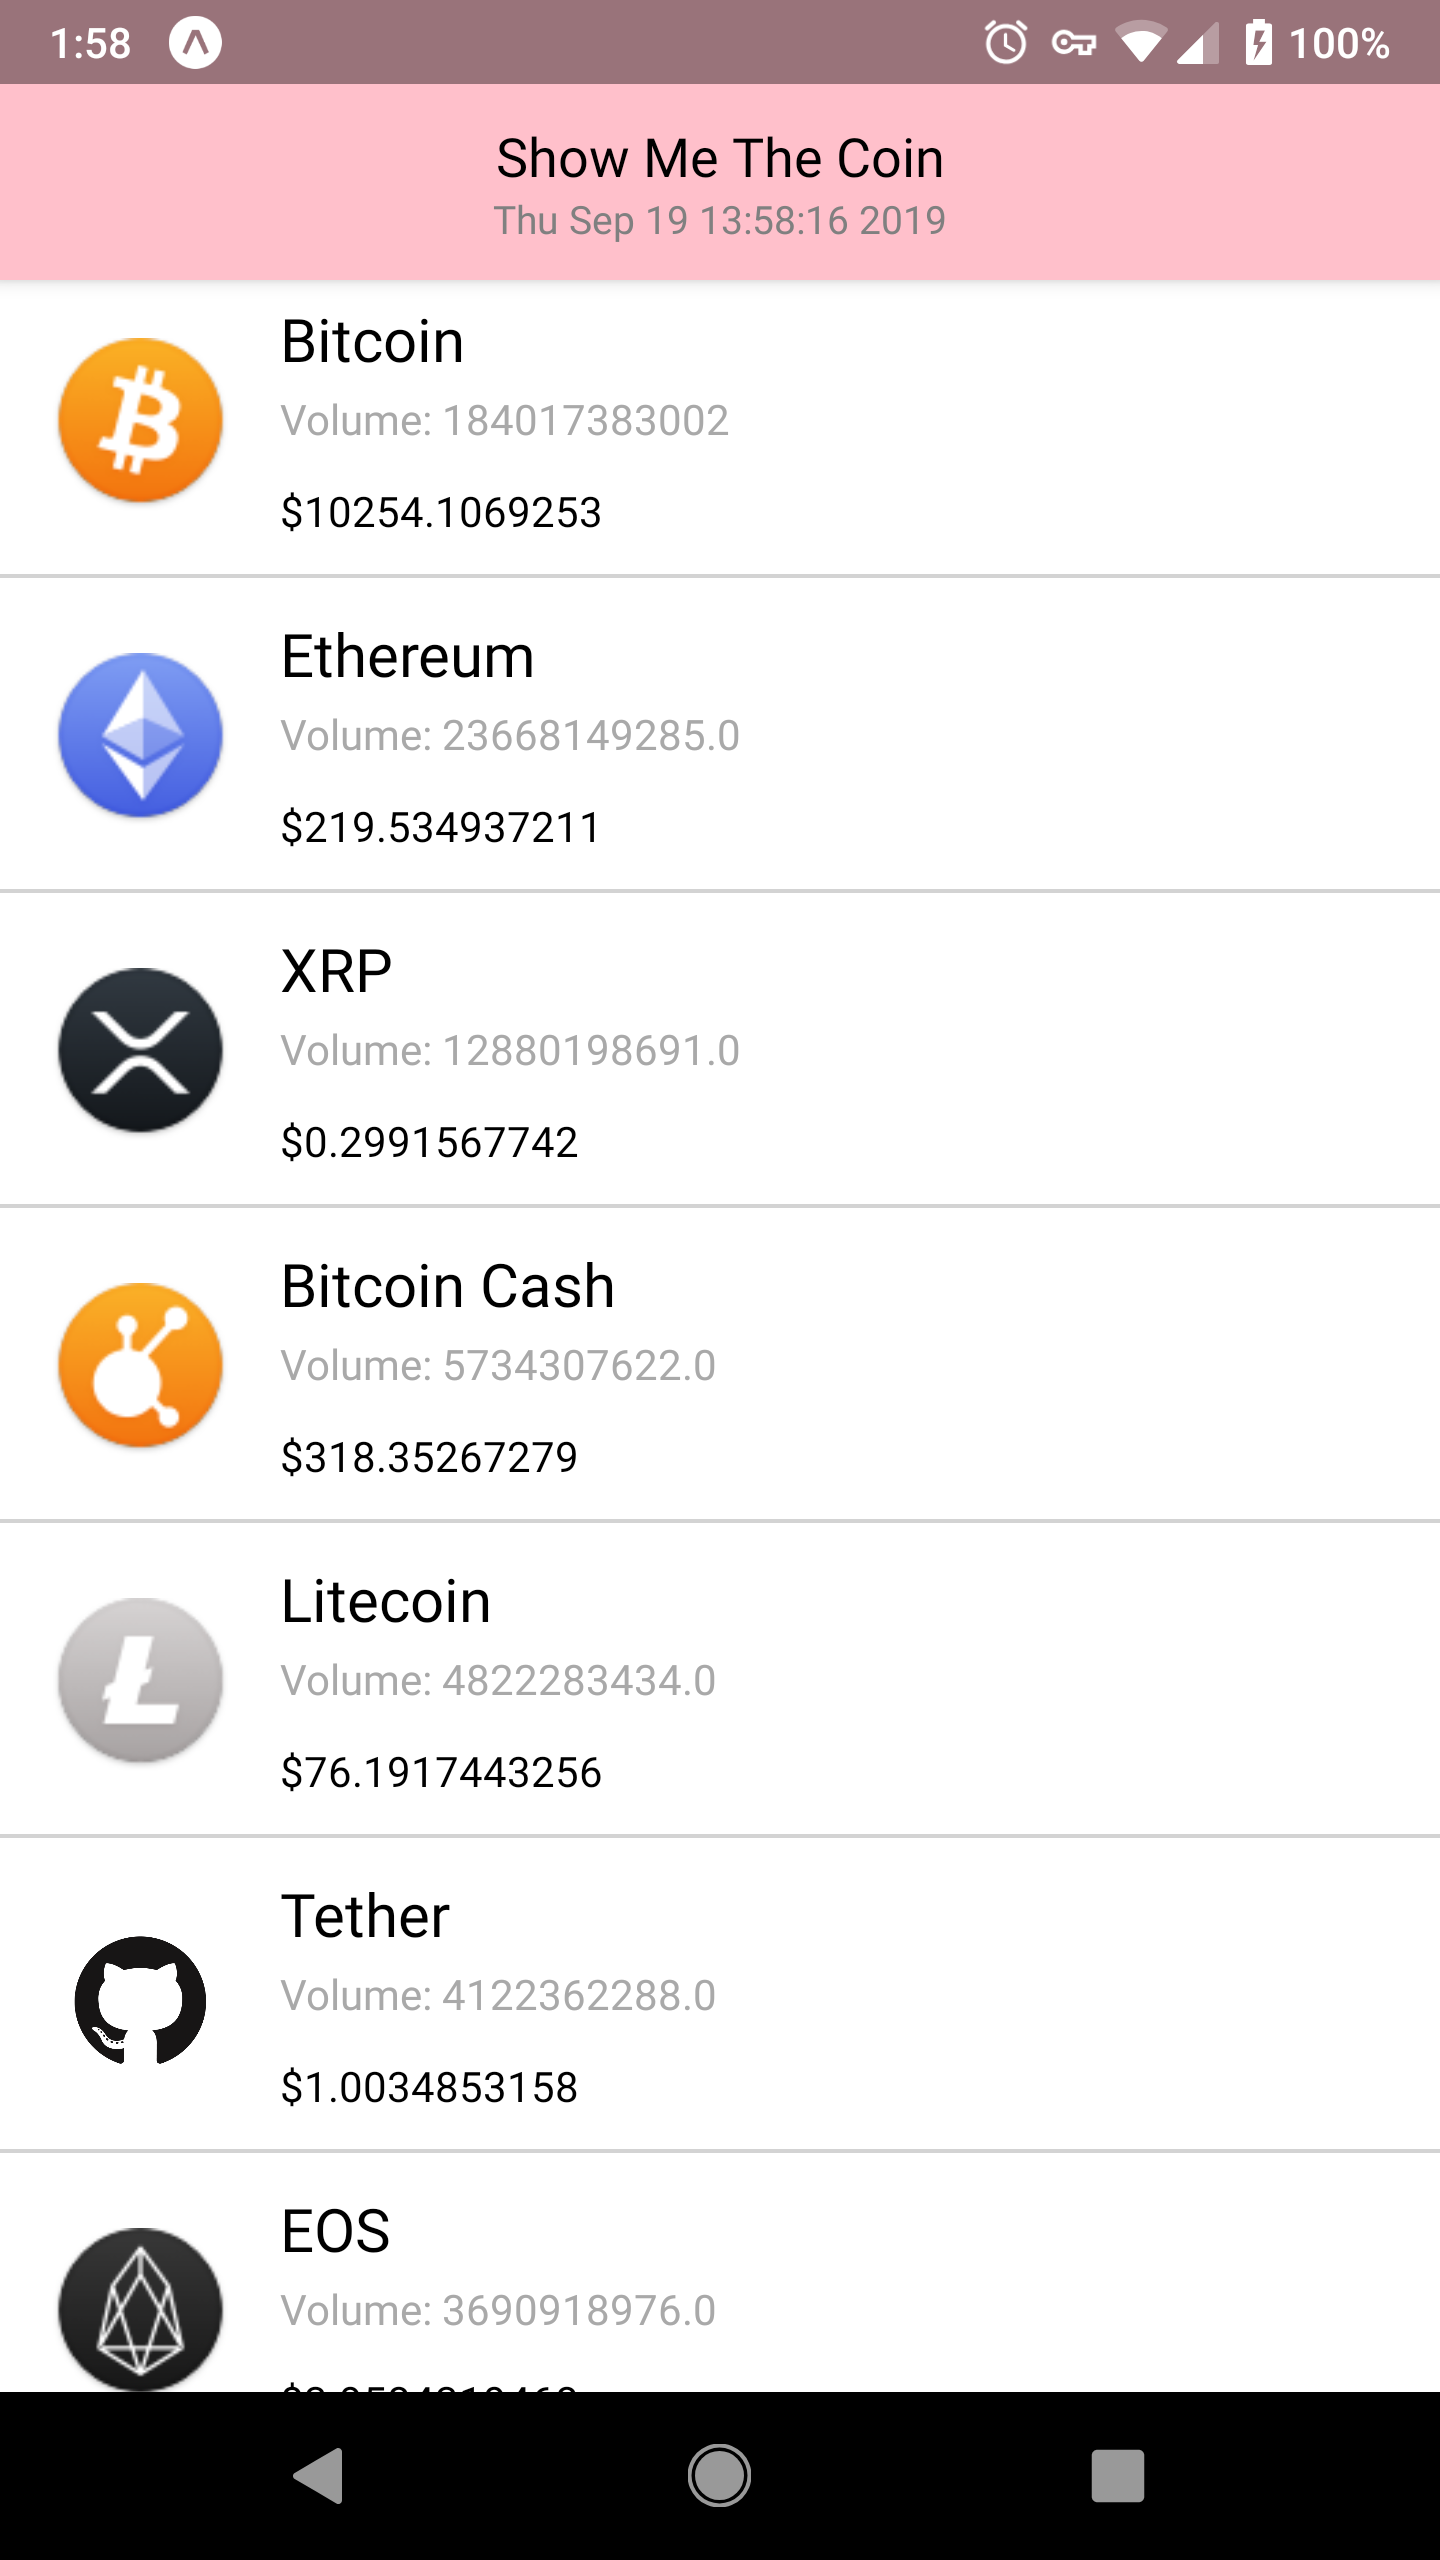 1:58 100%
Show Me The Coin
Thu Sep 19 13:58:16 2019
Bitcoin
Volume: 184017383002
$10254.1069253
Ethereum
Volume: 23668149285.0
$219.534937211
XRP
Volume: 12880198691.0
$0.2991567742
Bitcoin Cash
Volume: 5734307622.0
$318.35267279
Litecoin
Volume: 4822283434.0
$76.1917443256
Tether
Volume: 4122362288.0
$1.0034853158
EOS
Volume: 3690918976.0